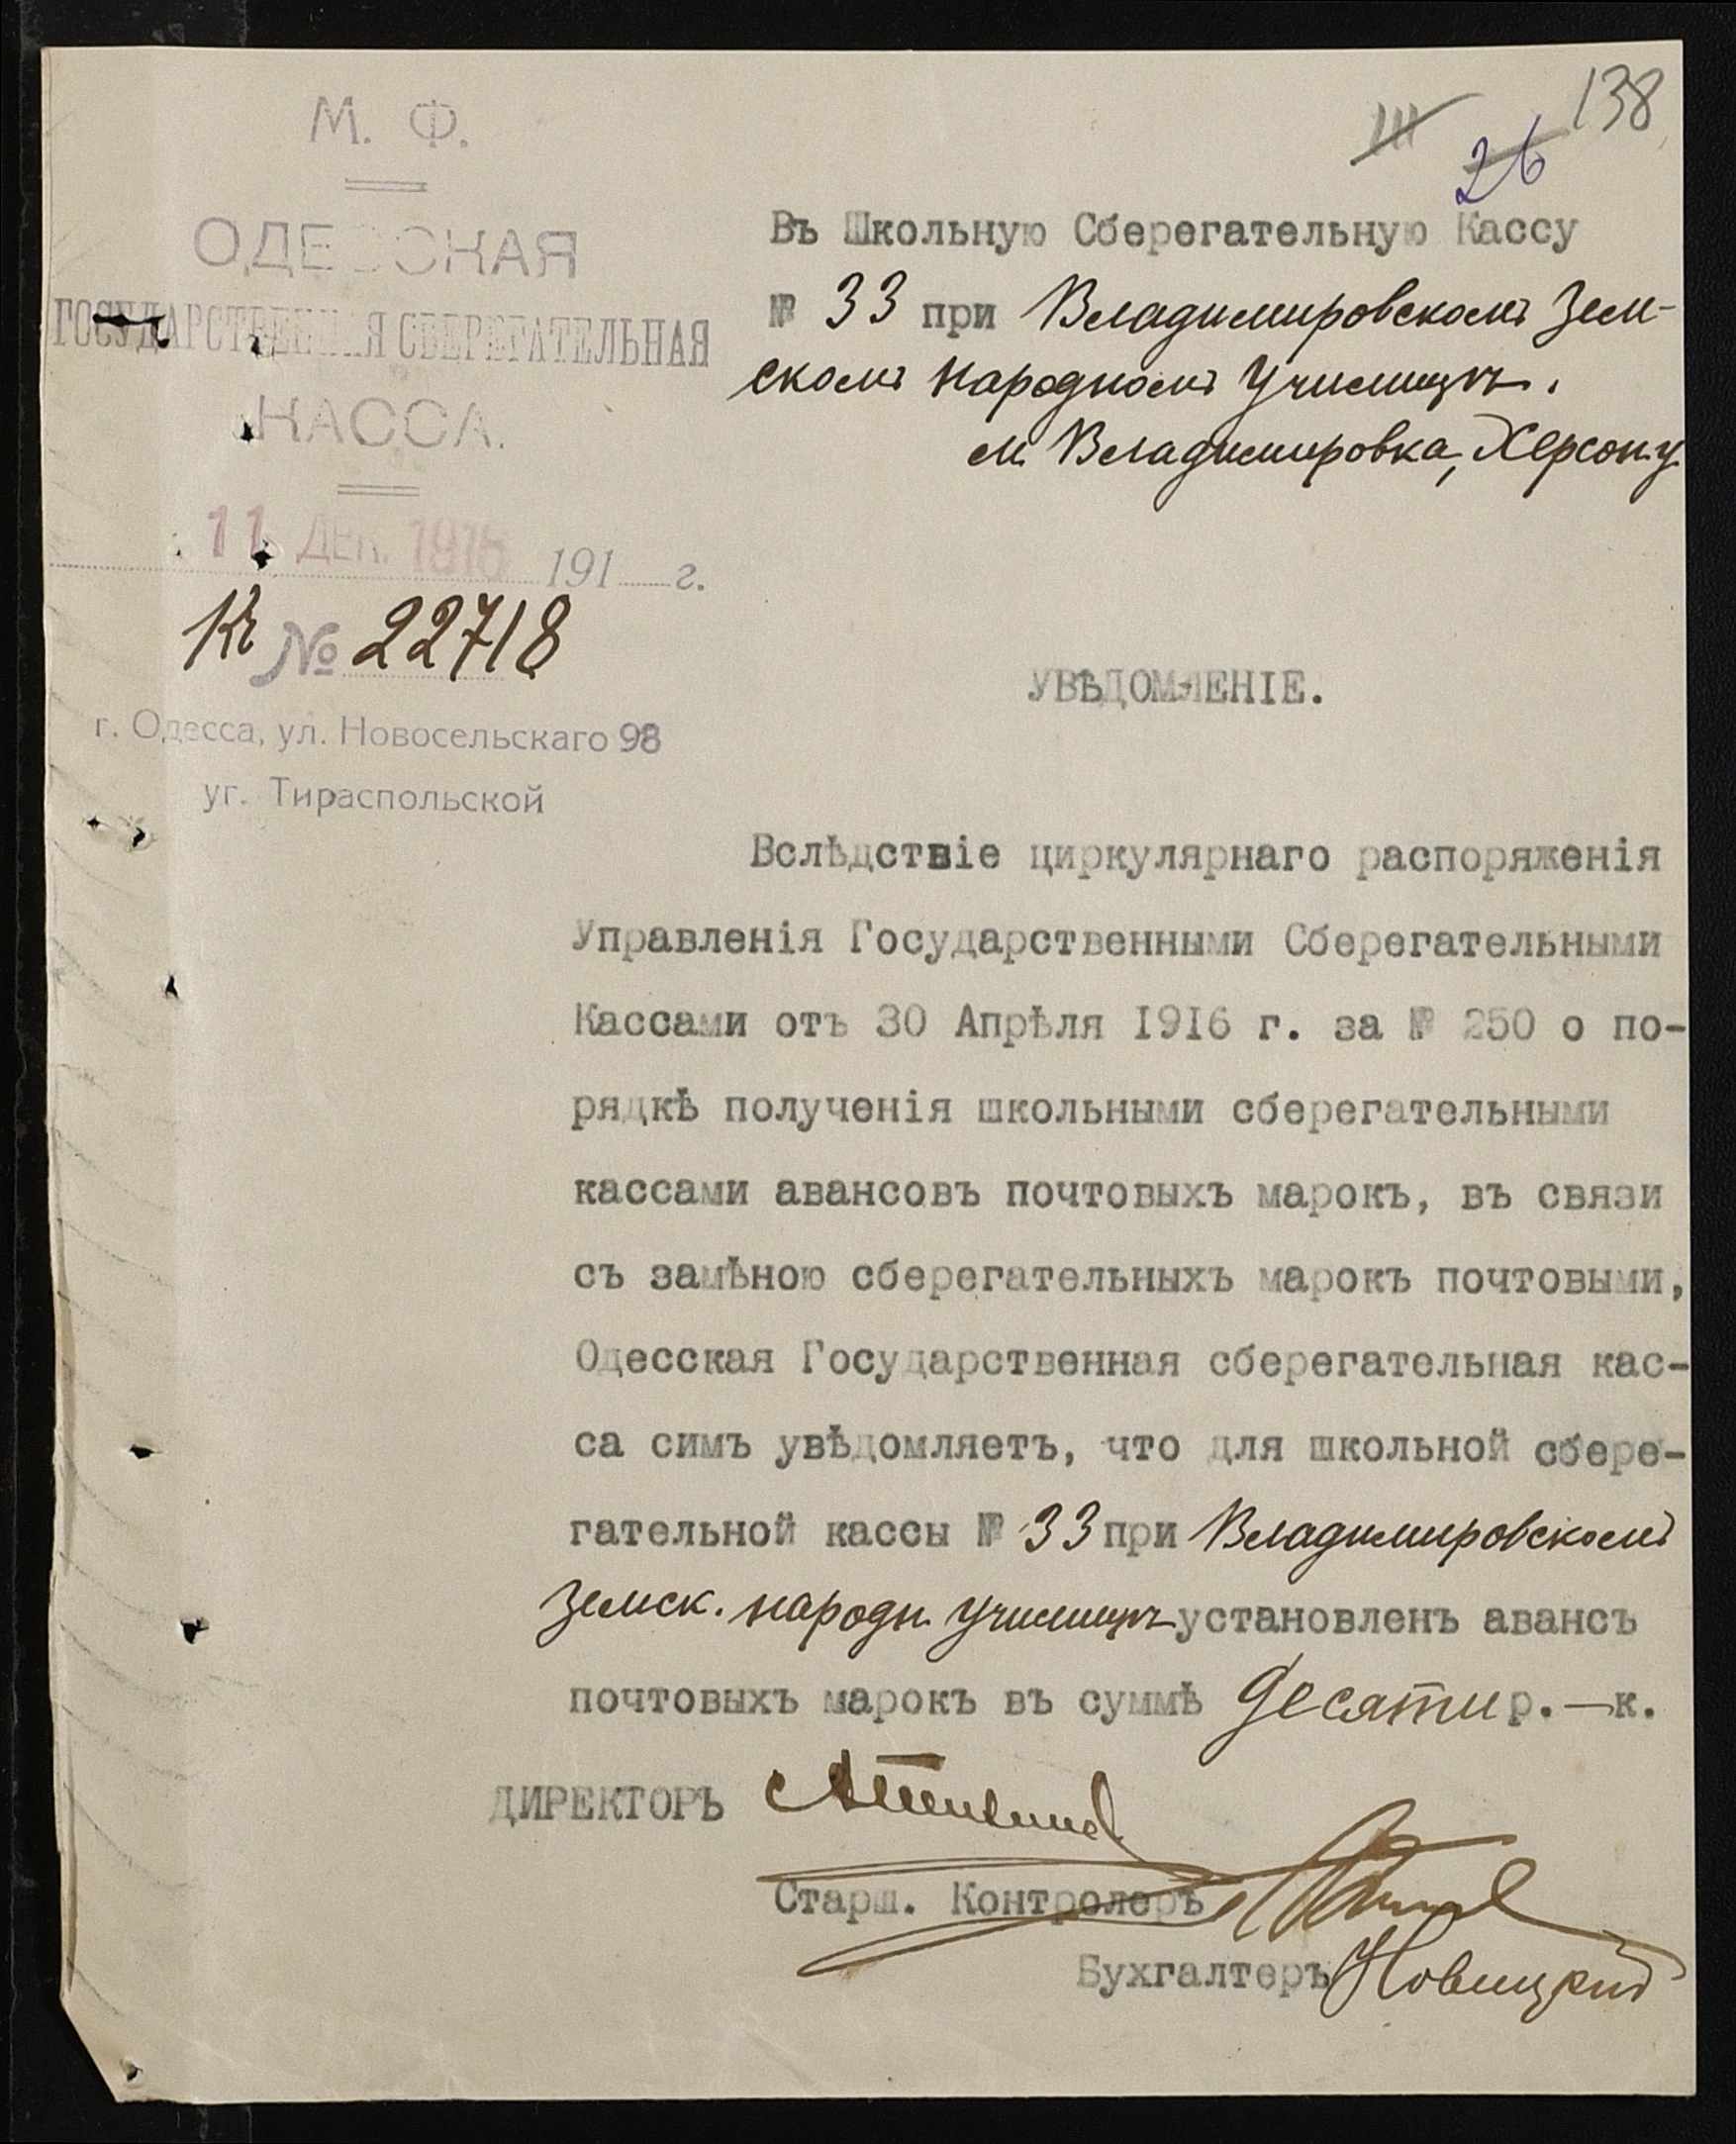 138
26
М. Ф.
ОДЕССКАЯ
ГОСУДАРСТВЕННАЯ СБЕРЕГАТЕЛЬНАЯ
КАССА.
11 ДЕК. 1916 191 г.
№ 22718
г. Одесса, ул. Новосельскаго 98
уг. Тираспольской
Въ Школьную Сберегательную Кассу
№ 33 при Владимировскомъ Зем-
скомъ народномъ училищѣ.
м. Владимировка, Херсон. у.
УВѢДОМЛЕНІЕ.
Вслѣдствіе циркулярнаго распоряженія
Управленія Государственными Сберегательными
Кассами отъ 30 Апрѣля 1916 г. за № 250 о по-
рядкѣ полученія школьными сберегательными
кассами авансовъ почтовыхъ марокъ, въ связи
съ замѣною сберегательныхъ марокъ почтовыми,
Одесская Государственная сберегательная кас-
са симъ увѣдомляетъ, что для школьной сбере-
гательной кассы № 33 при Владимировскомъ
Земск. народн. училищѣ установленъ авансъ
почтовыхъ марокъ въ суммѣ десяти р. — к.
ДИРЕКТОРЪ
Старш. Контролеръ
Бухгалтеръ Новицкий